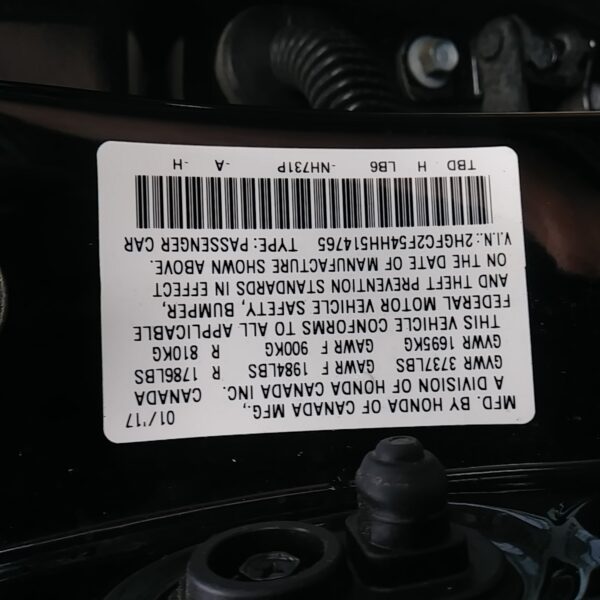 MFD. BY HONDA OF CANADA MFG., 01/'17
A DIVISION OF HONDA CANADA INC. CANADA
GVWR 3737LBS GAWR F 1984LBS R 1786LBS
GVWR 1695KG GAWR F 900KG R 810KG
THIS VEHICLE CONFORMS TO ALL APPLICABLE
FEDERAL MOTOR VEHICLE SAFETY, BUMPER,
AND THEFT PREVENTION STANDARDS IN EFFECT
ON THE DATE OF MANUFACTURE SHOWN ABOVE.
V.I.N.: 2HGFC2F54HH514765 TYPE: PASSENGER CAR
TBD H LB6 -NH731P -A -H